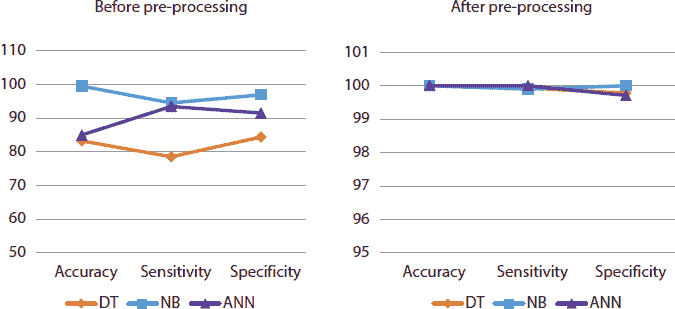 Before pre-processing
110
100
90
80
70
60
50
Accuracy Sensitivity Specificity
DT NB ANN
After pre-processing
101
100
99
98
97
96
95
Accuracy Sensitivity Specificity
DT NB ANN